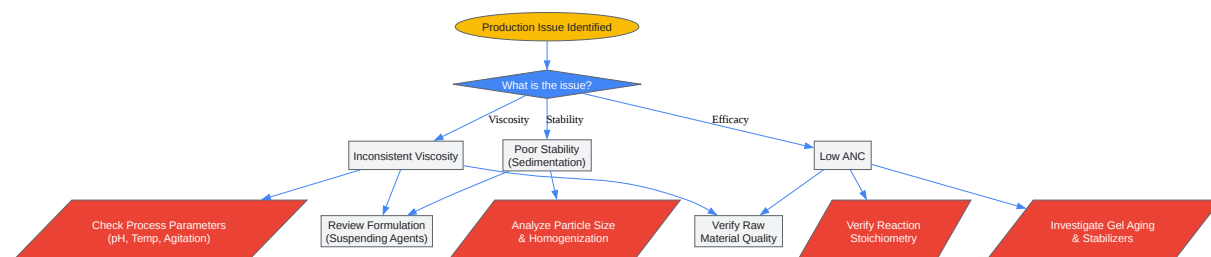 Production Issue Identified
What is the issue?
Viscosity
Stability
Efficacy
Inconsistent Viscosity
Poor Stability
(Sedimentation)
Low ANC
Check Process Parameters
(pH, Temp, Agitation)
Review Formulation
(Suspending Agents)
Analyze Particle Size
& Homogenization
Verify Raw
Material Quality
Verify Reaction
Stoichiometry
Investigate Gel Aging
& Stabilizers